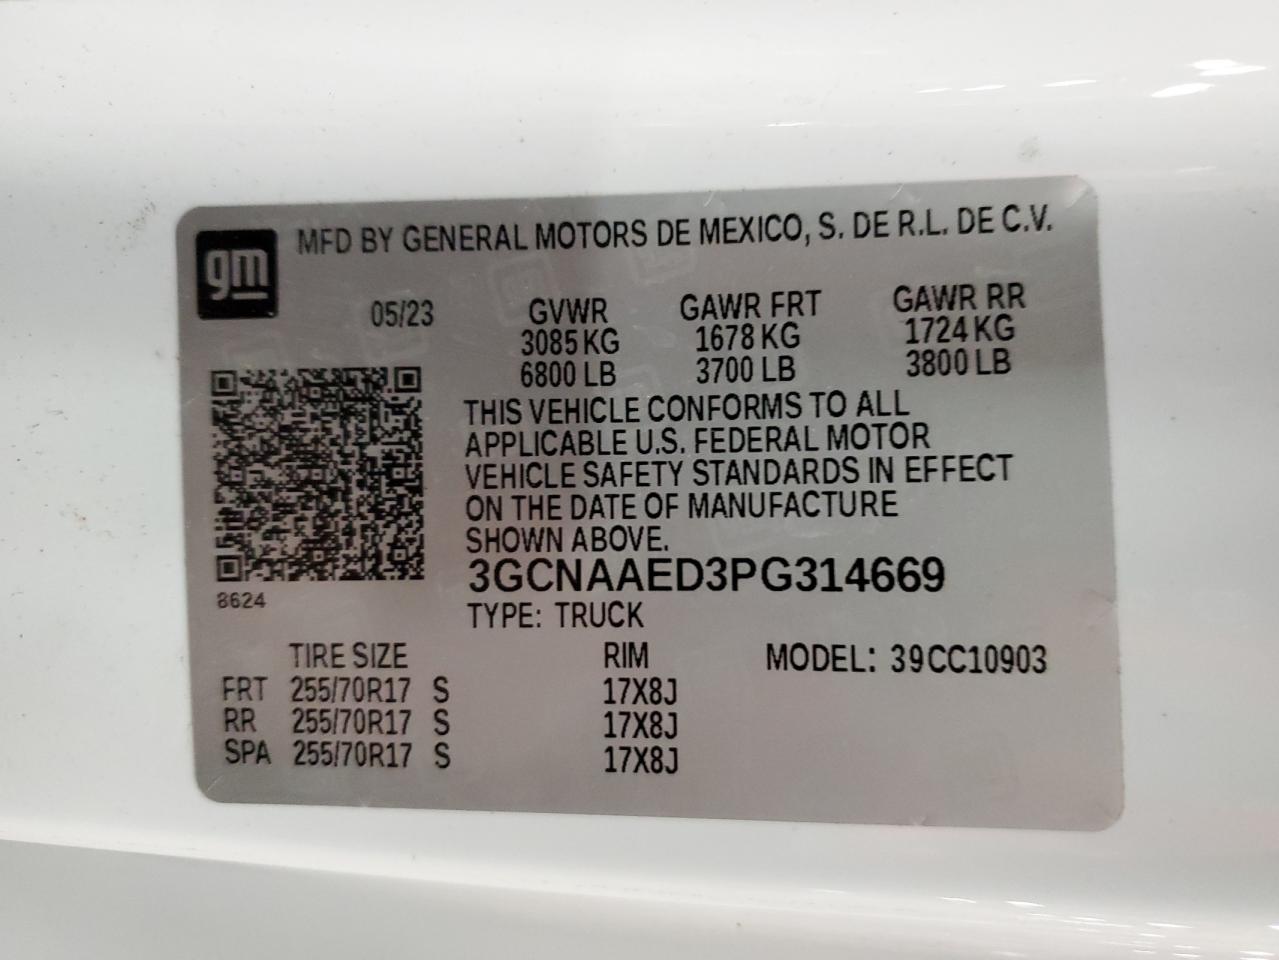 gm MFD BY GENERAL MOTORS DE MEXICO, S. DE R.L. DE C.V.
05/23 GVWR GAWR FRT GAWR RR
3085 KG 1678 KG 1724 KG
6800 LB 3700 LB 3800 LB
THIS VEHICLE CONFORMS TO ALL
APPLICABLE U.S. FEDERAL MOTOR
VEHICLE SAFETY STANDARDS IN EFFECT
ON THE DATE OF MANUFACTURE
SHOWN ABOVE.
3GCNAAED3PG314669
8624
TYPE: TRUCK
TIRE SIZE RIM MODEL: 39CC10903
FRT 255/70R17 S 17X8J
RR 255/70R17 S 17X8J
SPA 255/70R17 S 17X8J